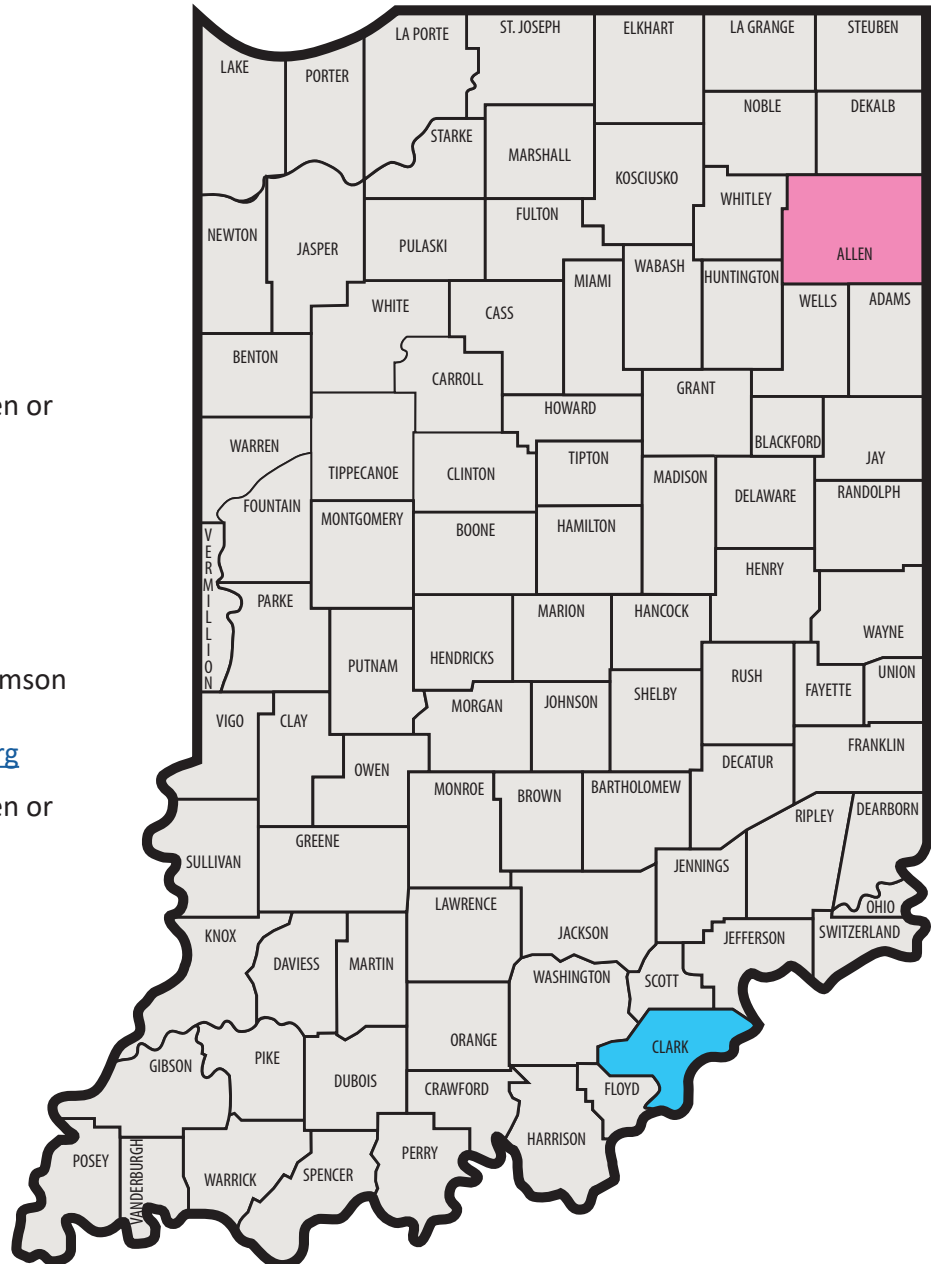 en or
mson
rg
en or
LAKE
PORTER
LA PORTE
ST. JOSEPH
ELKHART
LA GRANGE
STEUBEN
NOBLE
DEKALB
STARKE
MARSHALL
KOSCIUSKO
WHITLEY
ALLEN
NEWTON
JASPER
PULASKI
FULTON
MIAMI
WABASH
HUNTINGTON
WELLS
ADAMS
WHITE
CASS
BENTON
CARROLL
GRANT
HOWARD
BLACKFORD
JAY
WARREN
TIPPECANOE
CLINTON
TIPTON
MADISON
DELAWARE
RANDOLPH
FOUNTAIN
MONTGOMERY
BOONE
HAMILTON
HENRY
VERMILLION
PARKE
MARION
HANCOCK
WAYNE
PUTNAM
HENDRICKS
RUSH
FAYETTE
UNION
VIGO
CLAY
MORGAN
JOHNSON
SHELBY
FRANKLIN
OWEN
MONROE
BROWN
BARTHOLOMEW
DECATUR
RIPLEY
DEARBORN
SULLIVAN
GREENE
JENNINGS
OHIO
KNOX
LAWRENCE
JACKSON
JEFFERSON
SWITZERLAND
DAVIESS
MARTIN
WASHINGTON
SCOTT
GIBSON
PIKE
DUBOIS
ORANGE
CLARK
CRAWFORD
FLOYD
HARRISON
POSEY
VANDERBURGH
WARRICK
SPENCER
PERRY